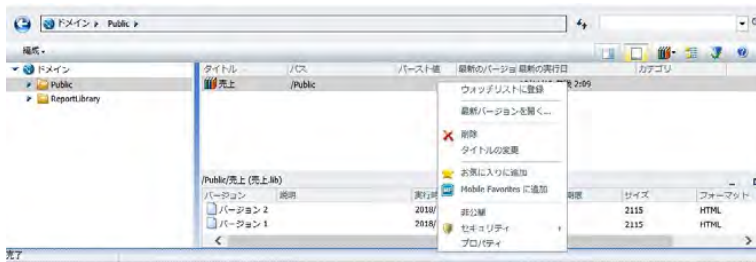 ドメイン ▸ Public ▸
編成
ドメイン
Public
ReportLibrary
タイトル パス バースト値 最新のバージョン 最新の実行日 カテゴリ
売上 /Public 2:09
ウォッチリストに登録
最新バージョンを開く...
削除
タイトルの変更
お気に入りに追加
Mobile Favorites に追加
非公開
セキュリティ
プロパティ
/Public/売上 (売上.lib)
バージョン 説明 期限 サイズ フォーマット
バージョン 2 2018/ 2115 HTML
バージョン 1 2018/ 2115 HTML
完了